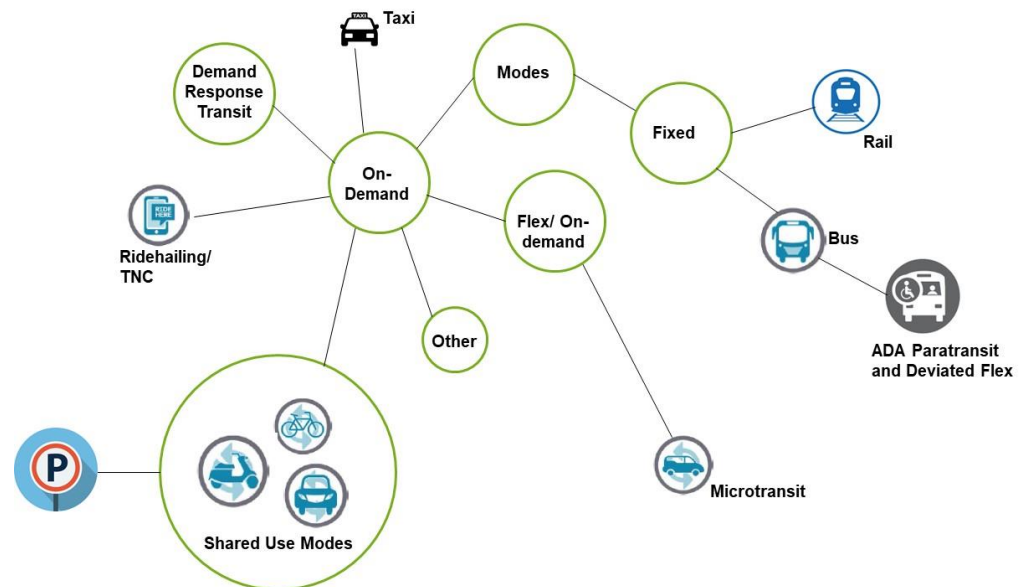 TAXI
Taxi
Demand
Response
Transit
Modes
Fixed
Rail
On-
Demand
RIDE
HERE
Ridehailing/
TNC
Flex/ On-
demand
Bus
Other
ADA Paratransit
and Deviated Flex
P
Microtransit
Shared Use Modes